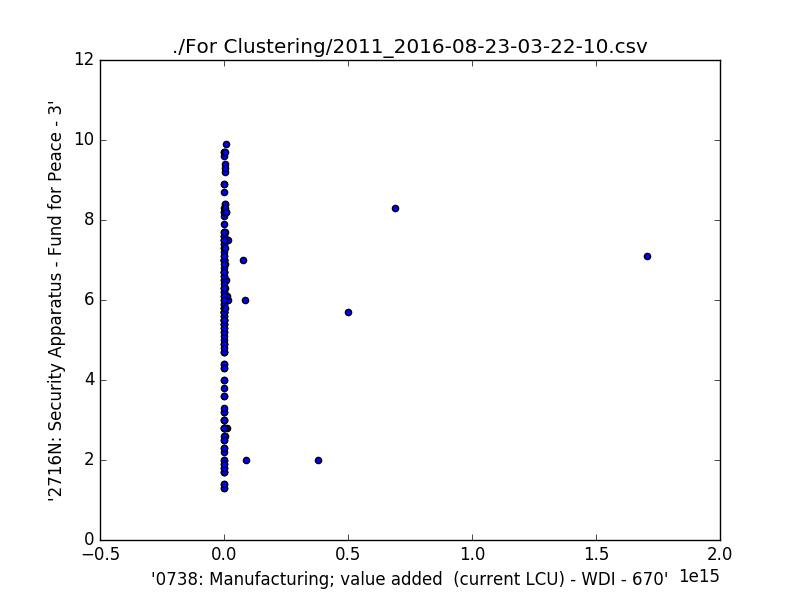 ./For Clustering/2011_2016-08-23-03-22-10.csv
12
10
8
6
4
2
0
'2716N: Security Apparatus - Fund for Peace - 3'
−0.5 0.0 0.5 1.0 1.5 2.0
1e15
'0738: Manufacturing; value added  (current LCU) - WDI - 670'